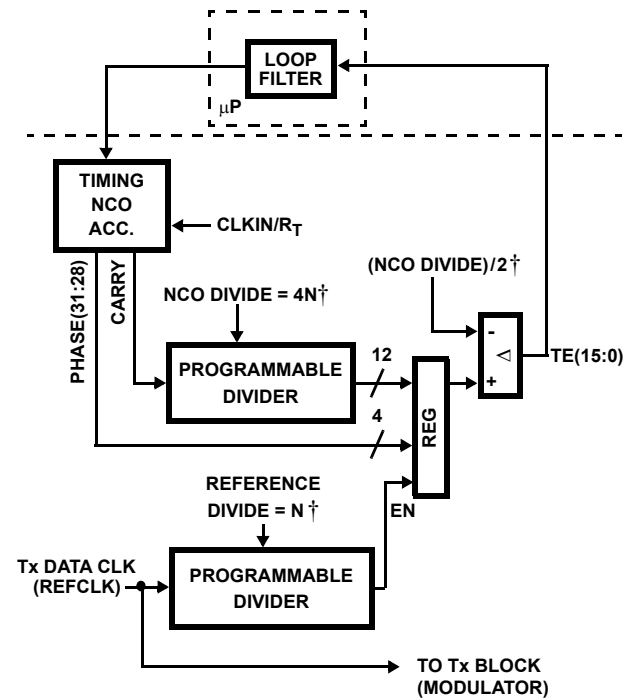 LOOP
FILTER
μP
TIMING
NCO
ACC.
CLKIN/RT
PHASE(31:28)
CARRY
NCO DIVIDE = 4N†
(NCO DIVIDE)/2†
PROGRAMMABLE
DIVIDER
12
4
REG
-
+
Δ
TE(15:0)
REFERENCE
DIVIDE = N†
EN
Tx DATA CLK
(REFCLK)
PROGRAMMABLE
DIVIDER
TO Tx BLOCK
(MODULATOR)